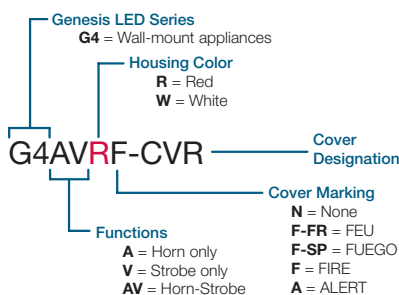 Genesis LED Series
G4 = Wall-mount appliances
Housing Color
R = Red
W = White
G4AVRF-CVR
Cover
Designation
Cover Marking
N = None
F-FR = FEU
F-SP = FUEGO
F = FIRE
A = ALERT
Functions
A = Horn only
V = Strobe only
AV = Horn-Strobe